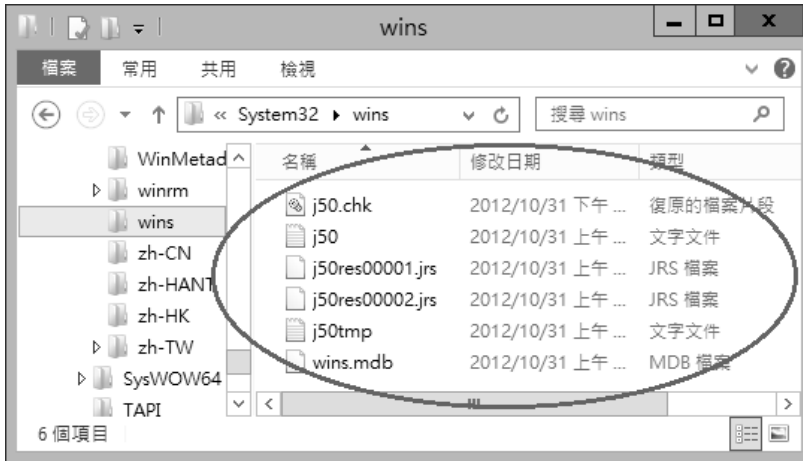 wins
檔案 常用 共用 檢視
« System32 wins 搜尋 wins
WinMetad 名稱 修改日期 類型
winrm j50.chk 2012/10/31 下午 ... 復原的檔案片段
wins j50 2012/10/31 上午 ... 文字文件
zh-CN j50res00001.jrs 2012/10/31 上午 ... JRS 檔案
zh-HANT j50res00002.jrs 2012/10/31 上午 ... JRS 檔案
zh-HK j50tmp 2012/10/31 上午 ... 文字文件
zh-TW wins.mdb 2012/10/31 上午 ... MDB 檔案
SysWOW64
TAPI
6 個項目